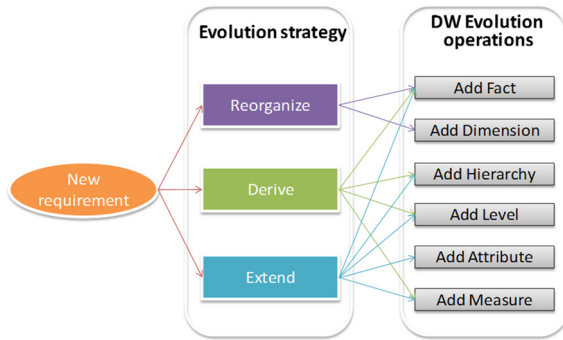 Evolution strategy
DW Evolution
operations
New
requirement
Reorganize
Derive
Extend
Add Fact
Add Dimension
Add Hierarchy
Add Level
Add Attribute
Add Measure